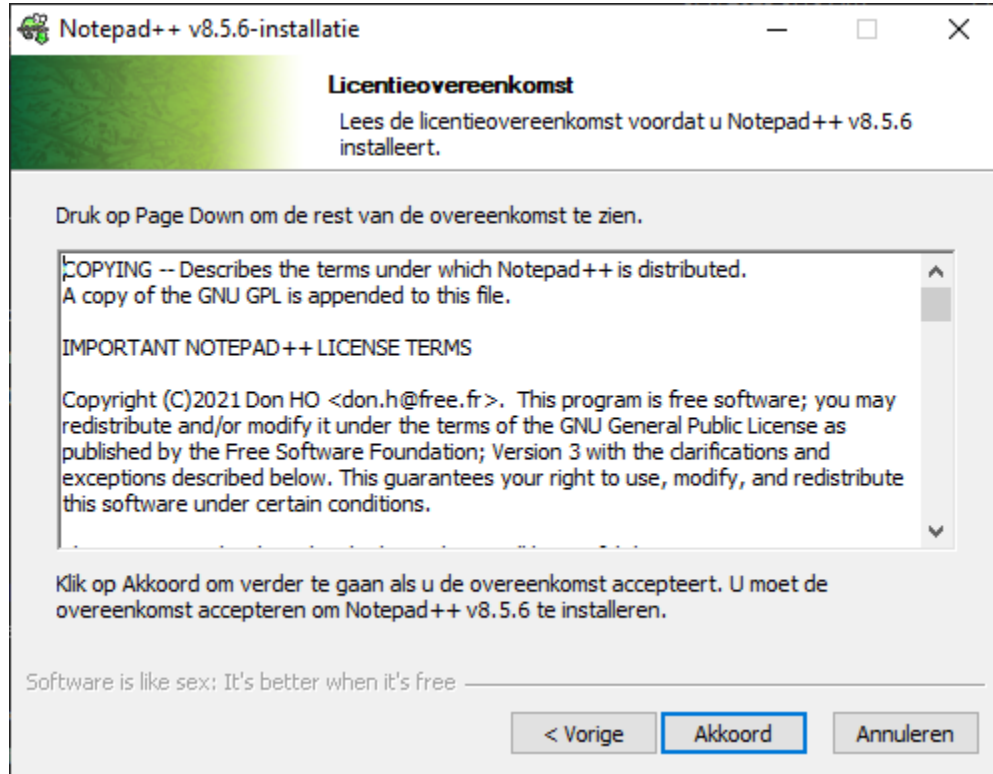 Notepad++ v8.5.6-installatie
Licentieovereenkomst
Lees de licentieovereenkomst voordat u Notepad++ v8.5.6
installeert.
Druk op Page Down om de rest van de overeenkomst te zien.
COPYING -- Describes the terms under which Notepad++ is distributed.
A copy of the GNU GPL is appended to this file.
IMPORTANT NOTEPAD++ LICENSE TERMS
Copyright (C)2021 Don HO <don.h@free.fr>.  This program is free software; you may
redistribute and/or modify it under the terms of the GNU General Public License as
published by the Free Software Foundation; Version 3 with the clarifications and
exceptions described below. This guarantees your right to use, modify, and redistribute
this software under certain conditions.
Klik op Akkoord om verder te gaan als u de overeenkomst accepteert. U moet de
overeenkomst accepteren om Notepad++ v8.5.6 te installeren.
Software is like sex: It's better when it's free
< Vorige
Akkoord
Annuleren